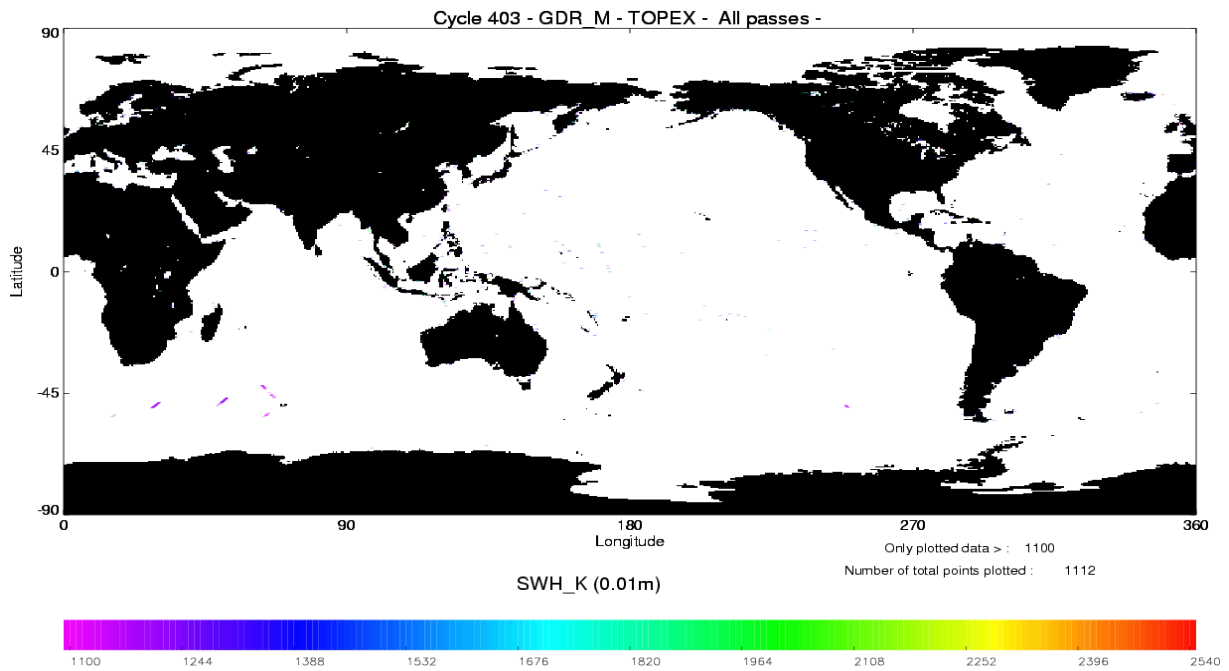 Cycle 403 - GDR_M - TOPEX - All passes -
90
45
0
-45
-90
Latitude
0 90 180 270 360
Longitude
Only plotted data > : 1100
Number of total points plotted : 1112
SWH_K (0.01m)
1100 1244 1388 1532 1676 1820 1964 2108 2252 2396 2540